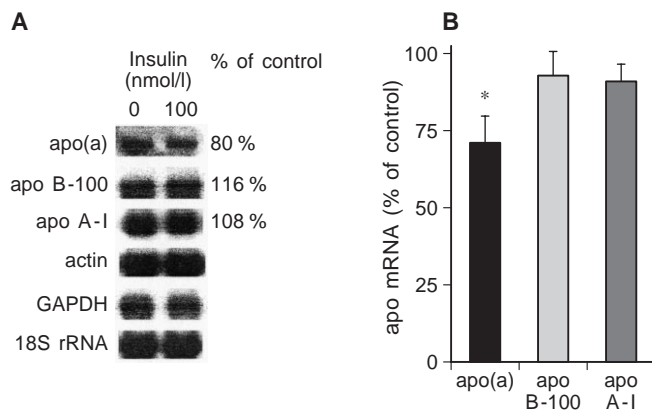 A
Insulin
(nmol/l)
% of control
0 100
apo(a) 80 %
apo B-100 116 %
apo A-I 108 %
actin
GAPDH
18S rRNA
B
apo mRNA (% of control)
100
75
50
25
0
*
apo(a) apo apo
B-100 A-I